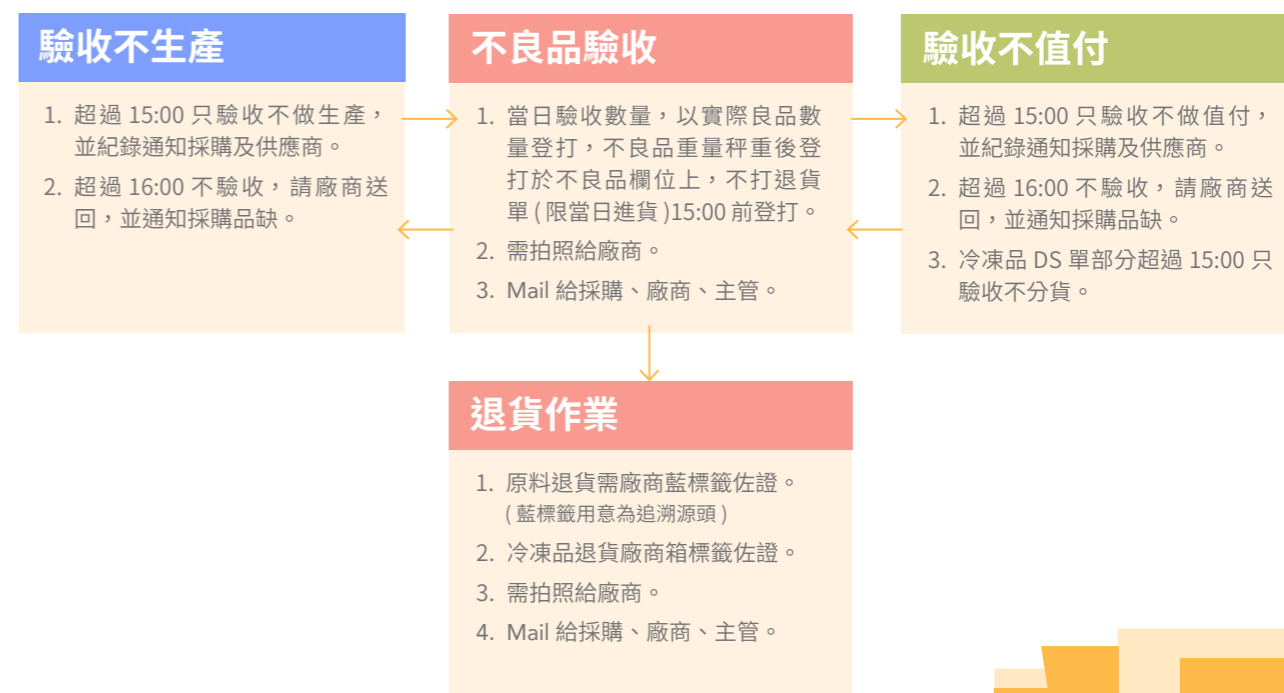 驗收不生產
1. 超過 15:00 只驗收不做生產，
並紀錄通知採購及供應商。
2. 超過 16:00 不驗收，請廠商送
回，並通知採購品缺。
不良品驗收
1. 當日驗收數量，以實際良品數
量登打，不良品重量秤重後登
打於不良品欄位上，不打退貨
單 ( 限當日進貨 )15:00 前登打。
2. 需拍照給廠商。
3. Mail 給採購、廠商、主管。
驗收不值付
1. 超過 15:00 只驗收不做值付，
並紀錄通知採購及供應商。
2. 超過 16:00 不驗收，請廠商送
回，並通知採購品缺。
3. 冷凍品 DS 單部分超過 15:00 只
驗收不分貨。
退貨作業
1. 原料退貨需廠商藍標籤佐證。
( 藍標籤用意為追溯源頭 )
2. 冷凍品退貨廠商箱標籤佐證。
3. 需拍照給廠商。
4. Mail 給採購、廠商、主管。